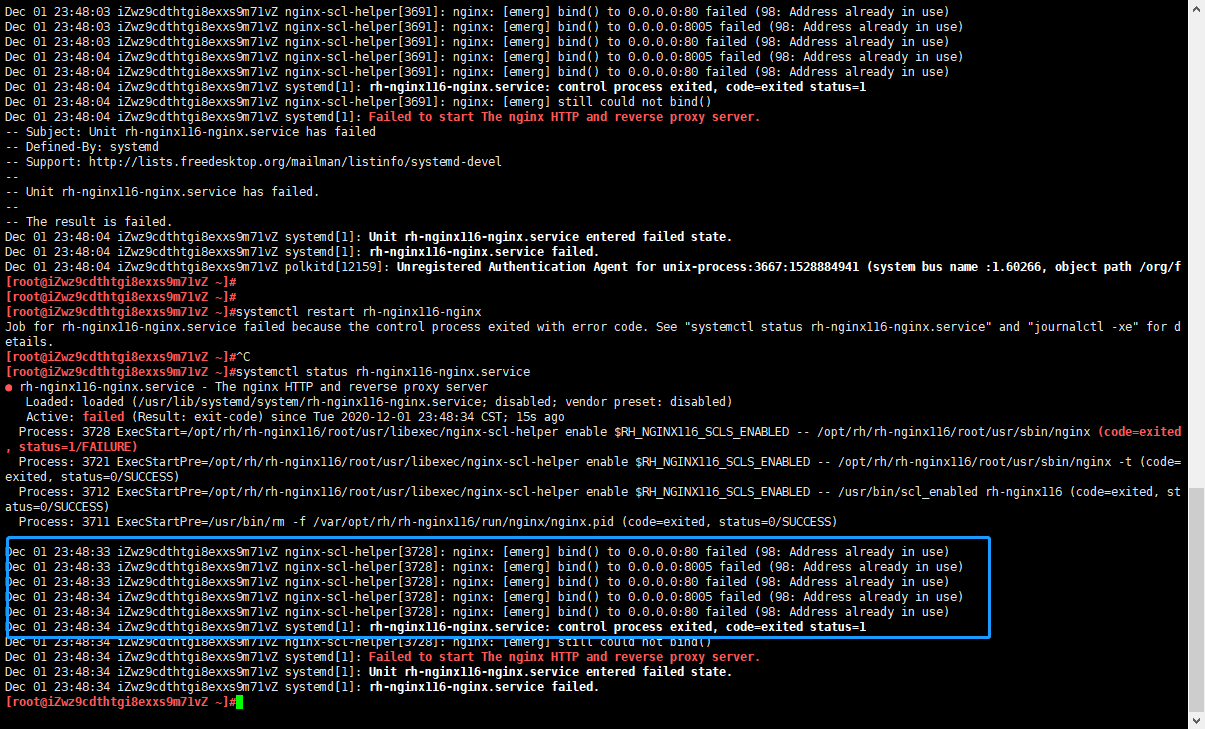 Dec 01 23:48:03 iZwz9cdthtgi8exxs9m71vZ nginx-scl-helper[3691]: nginx: [emerg] bind() to 0.0.0.0:80 failed (98: Address already in use)
Dec 01 23:48:03 iZwz9cdthtgi8exxs9m71vZ nginx-scl-helper[3691]: nginx: [emerg] bind() to 0.0.0.0:8005 failed (98: Address already in use)
Dec 01 23:48:03 iZwz9cdthtgi8exxs9m71vZ nginx-scl-helper[3691]: nginx: [emerg] bind() to 0.0.0.0:80 failed (98: Address already in use)
Dec 01 23:48:04 iZwz9cdthtgi8exxs9m71vZ nginx-scl-helper[3691]: nginx: [emerg] bind() to 0.0.0.0:8005 failed (98: Address already in use)
Dec 01 23:48:04 iZwz9cdthtgi8exxs9m71vZ nginx-scl-helper[3691]: nginx: [emerg] bind() to 0.0.0.0:80 failed (98: Address already in use)
Dec 01 23:48:04 iZwz9cdthtgi8exxs9m71vZ systemd[1]: rh-nginx116-nginx.service: control process exited, code=exited status=1
Dec 01 23:48:04 iZwz9cdthtgi8exxs9m71vZ nginx-scl-helper[3691]: nginx: [emerg] still could not bind()
Dec 01 23:48:04 iZwz9cdthtgi8exxs9m71vZ systemd[1]: Failed to start The nginx HTTP and reverse proxy server.
-- Subject: Unit rh-nginx116-nginx.service has failed
-- Defined-By: systemd
-- Support: http://lists.freedesktop.org/mailman/listinfo/systemd-devel
--
-- Unit rh-nginx116-nginx.service has failed.
--
-- The result is failed.
Dec 01 23:48:04 iZwz9cdthtgi8exxs9m71vZ systemd[1]: Unit rh-nginx116-nginx.service entered failed state.
Dec 01 23:48:04 iZwz9cdthtgi8exxs9m71vZ systemd[1]: rh-nginx116-nginx.service failed.
Dec 01 23:48:04 iZwz9cdthtgi8exxs9m71vZ polkitd[12159]: Unregistered Authentication Agent for unix-process:3667:1528884941 (system bus name :1.60266, object path /org/f
[root@iZwz9cdthtgi8exxs9m71vZ ~]#
[root@iZwz9cdthtgi8exxs9m71vZ ~]#
[root@iZwz9cdthtgi8exxs9m71vZ ~]#systemctl restart rh-nginx116-nginx
Job for rh-nginx116-nginx.service failed because the control process exited with error code. See "systemctl status rh-nginx116-nginx.service" and "journalctl -xe" for d
etails.
[root@iZwz9cdthtgi8exxs9m71vZ ~]#^C
[root@iZwz9cdthtgi8exxs9m71vZ ~]#systemctl status rh-nginx116-nginx.service
● rh-nginx116-nginx.service - The nginx HTTP and reverse proxy server
Loaded: loaded (/usr/lib/systemd/system/rh-nginx116-nginx.service; disabled; vendor preset: disabled)
Active: failed (Result: exit-code) since Tue 2020-12-01 23:48:34 CST; 15s ago
Process: 3728 ExecStart=/opt/rh/rh-nginx116/root/usr/libexec/nginx-scl-helper enable $RH_NGINX116_SCLS_ENABLED -- /opt/rh/rh-nginx116/root/usr/sbin/nginx (code=exited
, status=1/FAILURE)
Process: 3721 ExecStartPre=/opt/rh/rh-nginx116/root/usr/libexec/nginx-scl-helper enable $RH_NGINX116_SCLS_ENABLED -- /opt/rh/rh-nginx116/root/usr/sbin/nginx -t (code=
exited, status=0/SUCCESS)
Process: 3712 ExecStartPre=/opt/rh/rh-nginx116/root/usr/libexec/nginx-scl-helper enable $RH_NGINX116_SCLS_ENABLED -- /usr/bin/scl_enabled rh-nginx116 (code=exited, st
atus=0/SUCCESS)
Process: 3711 ExecStartPre=/usr/bin/rm -f /var/opt/rh/rh-nginx116/run/nginx/nginx.pid (code=exited, status=0/SUCCESS)
Dec 01 23:48:33 iZwz9cdthtgi8exxs9m71vZ nginx-scl-helper[3728]: nginx: [emerg] bind() to 0.0.0.0:80 failed (98: Address already in use)
Dec 01 23:48:33 iZwz9cdthtgi8exxs9m71vZ nginx-scl-helper[3728]: nginx: [emerg] bind() to 0.0.0.0:8005 failed (98: Address already in use)
Dec 01 23:48:33 iZwz9cdthtgi8exxs9m71vZ nginx-scl-helper[3728]: nginx: [emerg] bind() to 0.0.0.0:80 failed (98: Address already in use)
Dec 01 23:48:34 iZwz9cdthtgi8exxs9m71vZ nginx-scl-helper[3728]: nginx: [emerg] bind() to 0.0.0.0:8005 failed (98: Address already in use)
Dec 01 23:48:34 iZwz9cdthtgi8exxs9m71vZ nginx-scl-helper[3728]: nginx: [emerg] bind() to 0.0.0.0:80 failed (98: Address already in use)
Dec 01 23:48:34 iZwz9cdthtgi8exxs9m71vZ systemd[1]: rh-nginx116-nginx.service: control process exited, code=exited status=1
Dec 01 23:48:34 iZwz9cdthtgi8exxs9m71vZ nginx-scl-helper[3728]: nginx: [emerg] still could not bind()
Dec 01 23:48:34 iZwz9cdthtgi8exxs9m71vZ systemd[1]: Failed to start The nginx HTTP and reverse proxy server.
Dec 01 23:48:34 iZwz9cdthtgi8exxs9m71vZ systemd[1]: Unit rh-nginx116-nginx.service entered failed state.
Dec 01 23:48:34 iZwz9cdthtgi8exxs9m71vZ systemd[1]: rh-nginx116-nginx.service failed.
[root@iZwz9cdthtgi8exxs9m71vZ ~]#